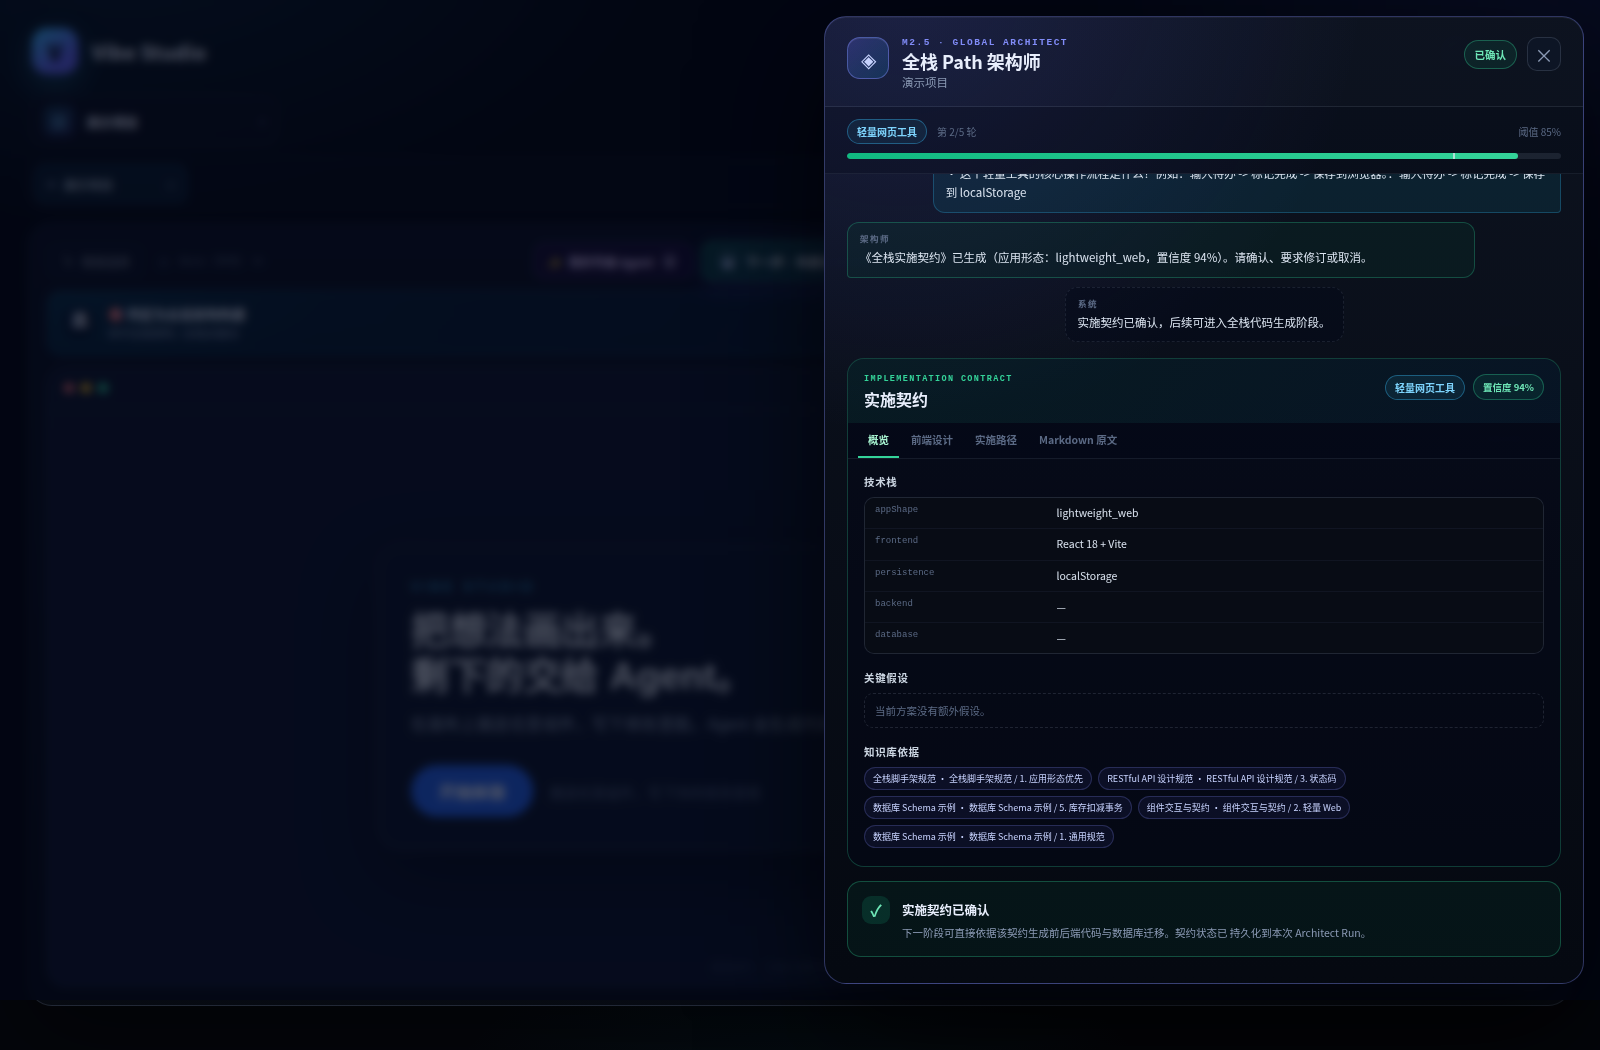 Vibe Studio
把想法画出来。
剩下的交给 Agent。
M2.5 · GLOBAL ARCHITECT
◈
全栈 Path 架构师
演示项目
已确认
轻量网页工具
第 2/5 轮
阈值 85%
到 localStorage
架构师
《全栈实施契约》已生成（应用形态：lightweight_web，置信度 94%）。请确认、要求修订或取消。
系统
实施契约已确认，后续可进入全栈代码生成阶段。
IMPLEMENTATION CONTRACT
实施契约
轻量网页工具
置信度 94%
概览 前端设计 实施路径 Markdown 原文
技术栈
appShape lightweight_web
frontend React 18 + Vite
persistence localStorage
backend —
database —
关键假设
当前方案没有额外假设。
知识库依据
全栈脚手架规范 · 全栈脚手架规范 / 1. 应用形态优先
RESTful API 设计规范 · RESTful API 设计规范 / 3. 状态码
数据库 Schema 示例 · 数据库 Schema 示例 / 5. 库存扣减事务
组件交互与契约 · 组件交互与契约 / 2. 轻量 Web
数据库 Schema 示例 · 数据库 Schema 示例 / 1. 通用规范
✓
实施契约已确认
下一阶段可直接依据该契约生成前后端代码与数据库迁移。契约状态已 持久化到本次 Architect Run。